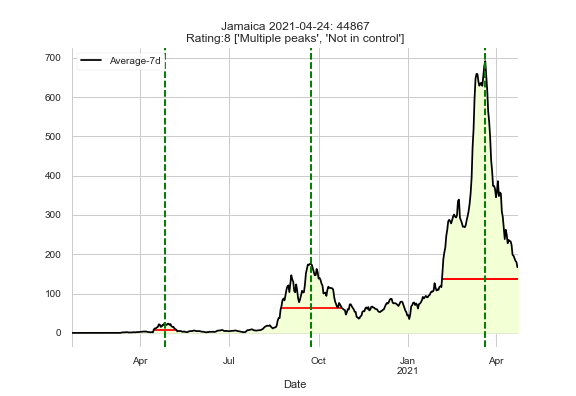 Jamaica 2021-04-24: 44867
Rating:8 ['Multiple peaks', 'Not in control']
Average-7d
700
600
500
400
300
200
100
0
Apr
Jul
Oct
Jan
2021
Apr
Date